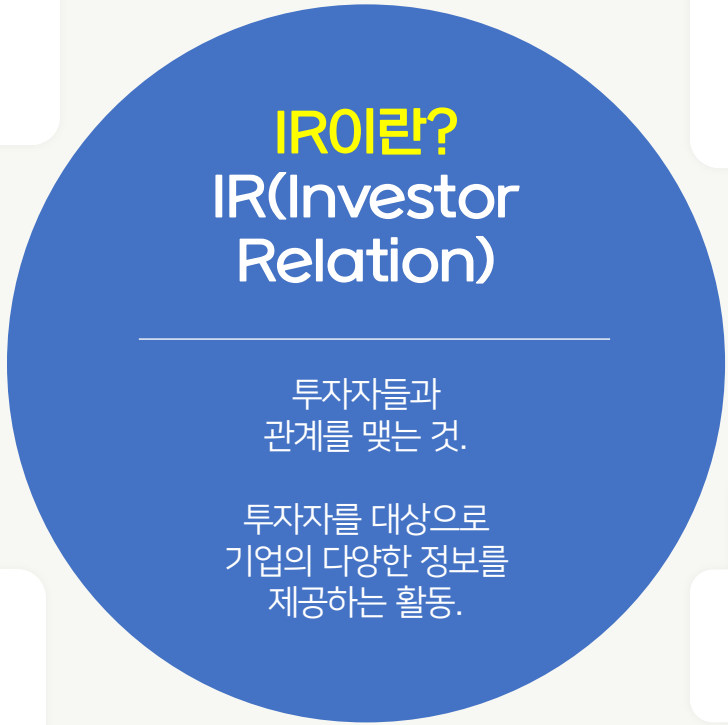 IR이란?
IR(Investor
Relation)
투자자들과
관계를 맺는 것.
투자자를 대상으로
기업의 다양한 정보를
제공하는 활동.